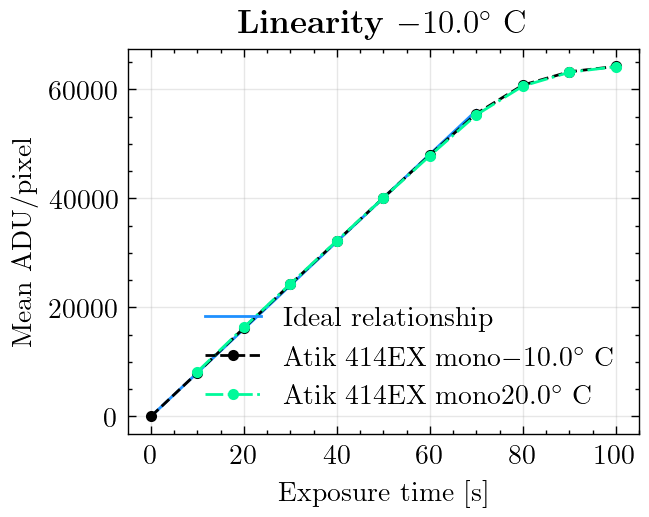 Linearity −10.0° C
Mean ADU/pixel
60000
40000
20000
0
Ideal relationship
Atik 414EX mono−10.0° C
Atik 414EX mono20.0° C
0 20 40 60 80 100
Exposure time [s]